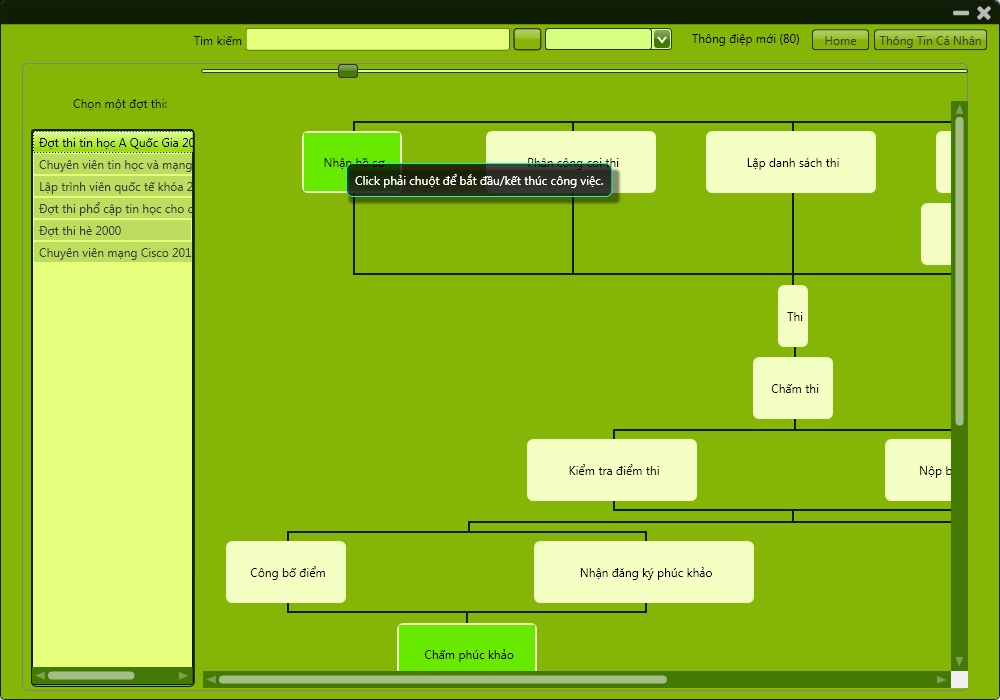 Tìm kiếm
Thông điệp mới (80)
Home
Thông Tin Cá Nhân
Chọn một đợt thi:
Đợt thi tin học A Quốc Gia 20
Chuyên viên tin học và mạng
Lập trình viên quốc tế khóa 2
Đợt thi phổ cập tin học cho
Đợt thi hè 2000
Chuyên viên mạng Cisco 201
Nhận hồ sơ
Phân công coi thi
Lập danh sách thi
Click phải chuột để bắt đầu/kết thúc công việc.
Thi
Chấm thi
Kiểm tra điểm thi
Nộp b
Công bố điểm
Nhận đăng ký phúc khảo
Chấm phúc khảo